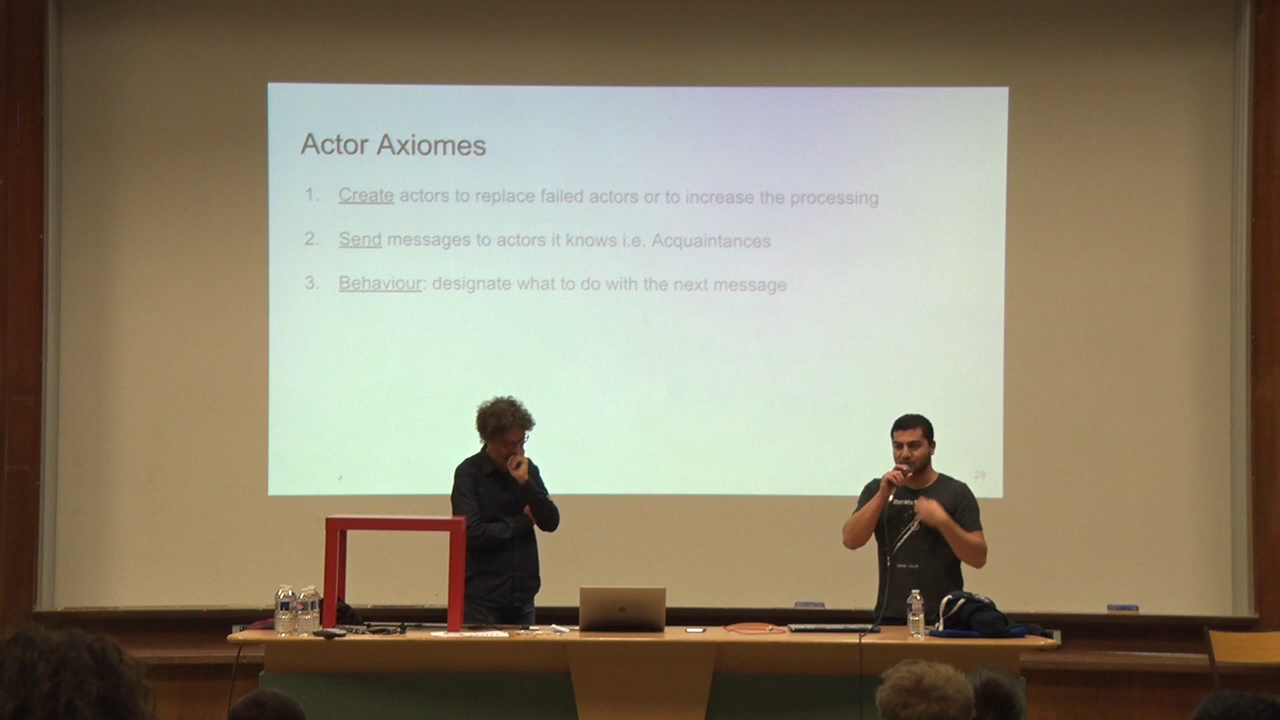 Actor Axiomes
1. Create actors to replace failed actors or to increase the processing
2. Send messages to actors it knows i.e. Acquaintances
3. Behaviour: designate what to do with the next message
28